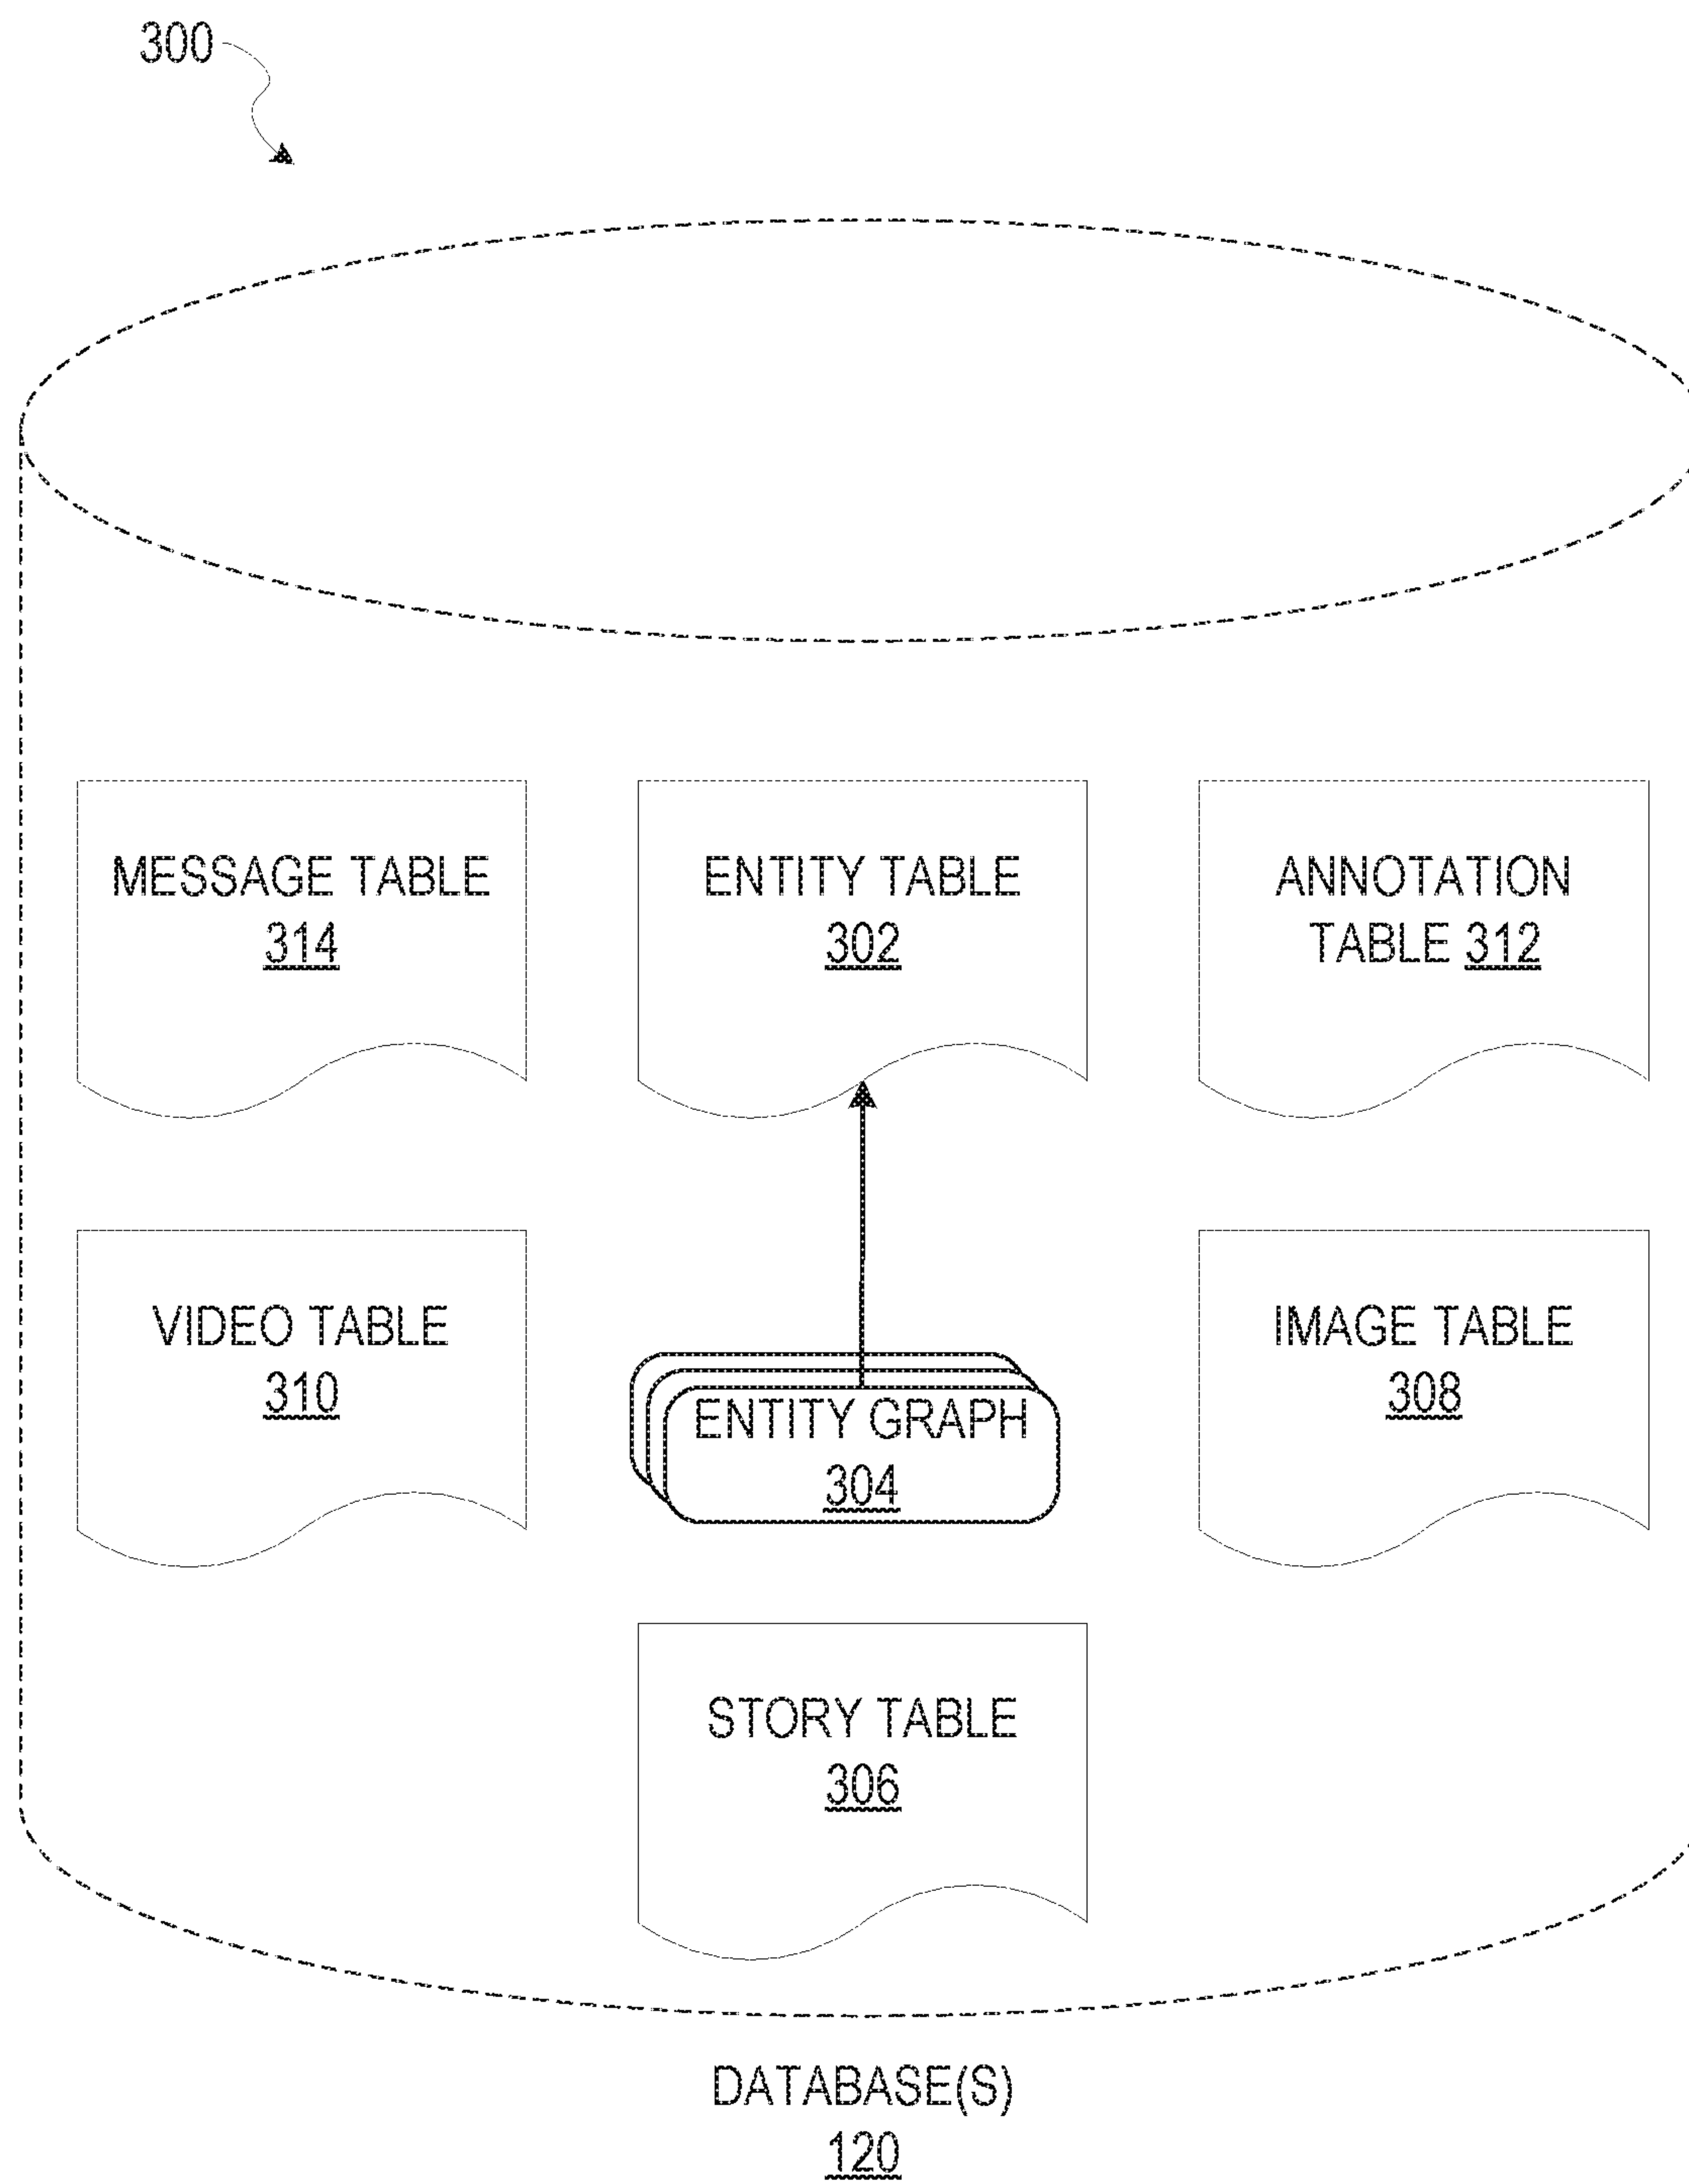 300
MESSAGE TABLE
314
ENTITY TABLE
302
ANNOTATION
TABLE 312
VIDEO TABLE
310
ENTITY GRAPH
304
IMAGE TABLE
308
STORY TABLE
306
DATABASE(S)
120